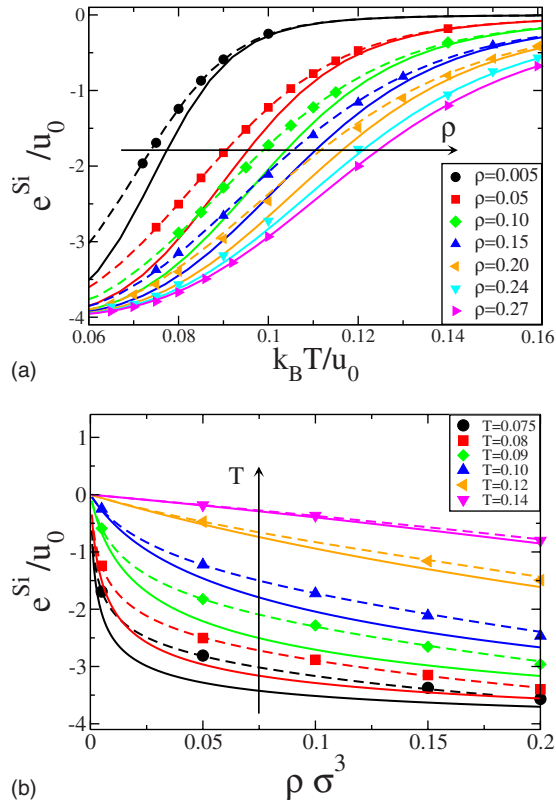 0
-1
-2
-3
-4
e^Si/u_0
ρ
ρ=0.005
ρ=0.05
ρ=0.10
ρ=0.15
ρ=0.20
ρ=0.24
ρ=0.27
0.06 0.08 0.1 0.12 0.14 0.16
k_BT/u_0
(a)
1
0
-1
-2
-3
-4
e^Si/u_0
T
T=0.075
T=0.08
T=0.09
T=0.10
T=0.12
T=0.14
0 0.05 0.1 0.15 0.2
ρ σ^3
(b)